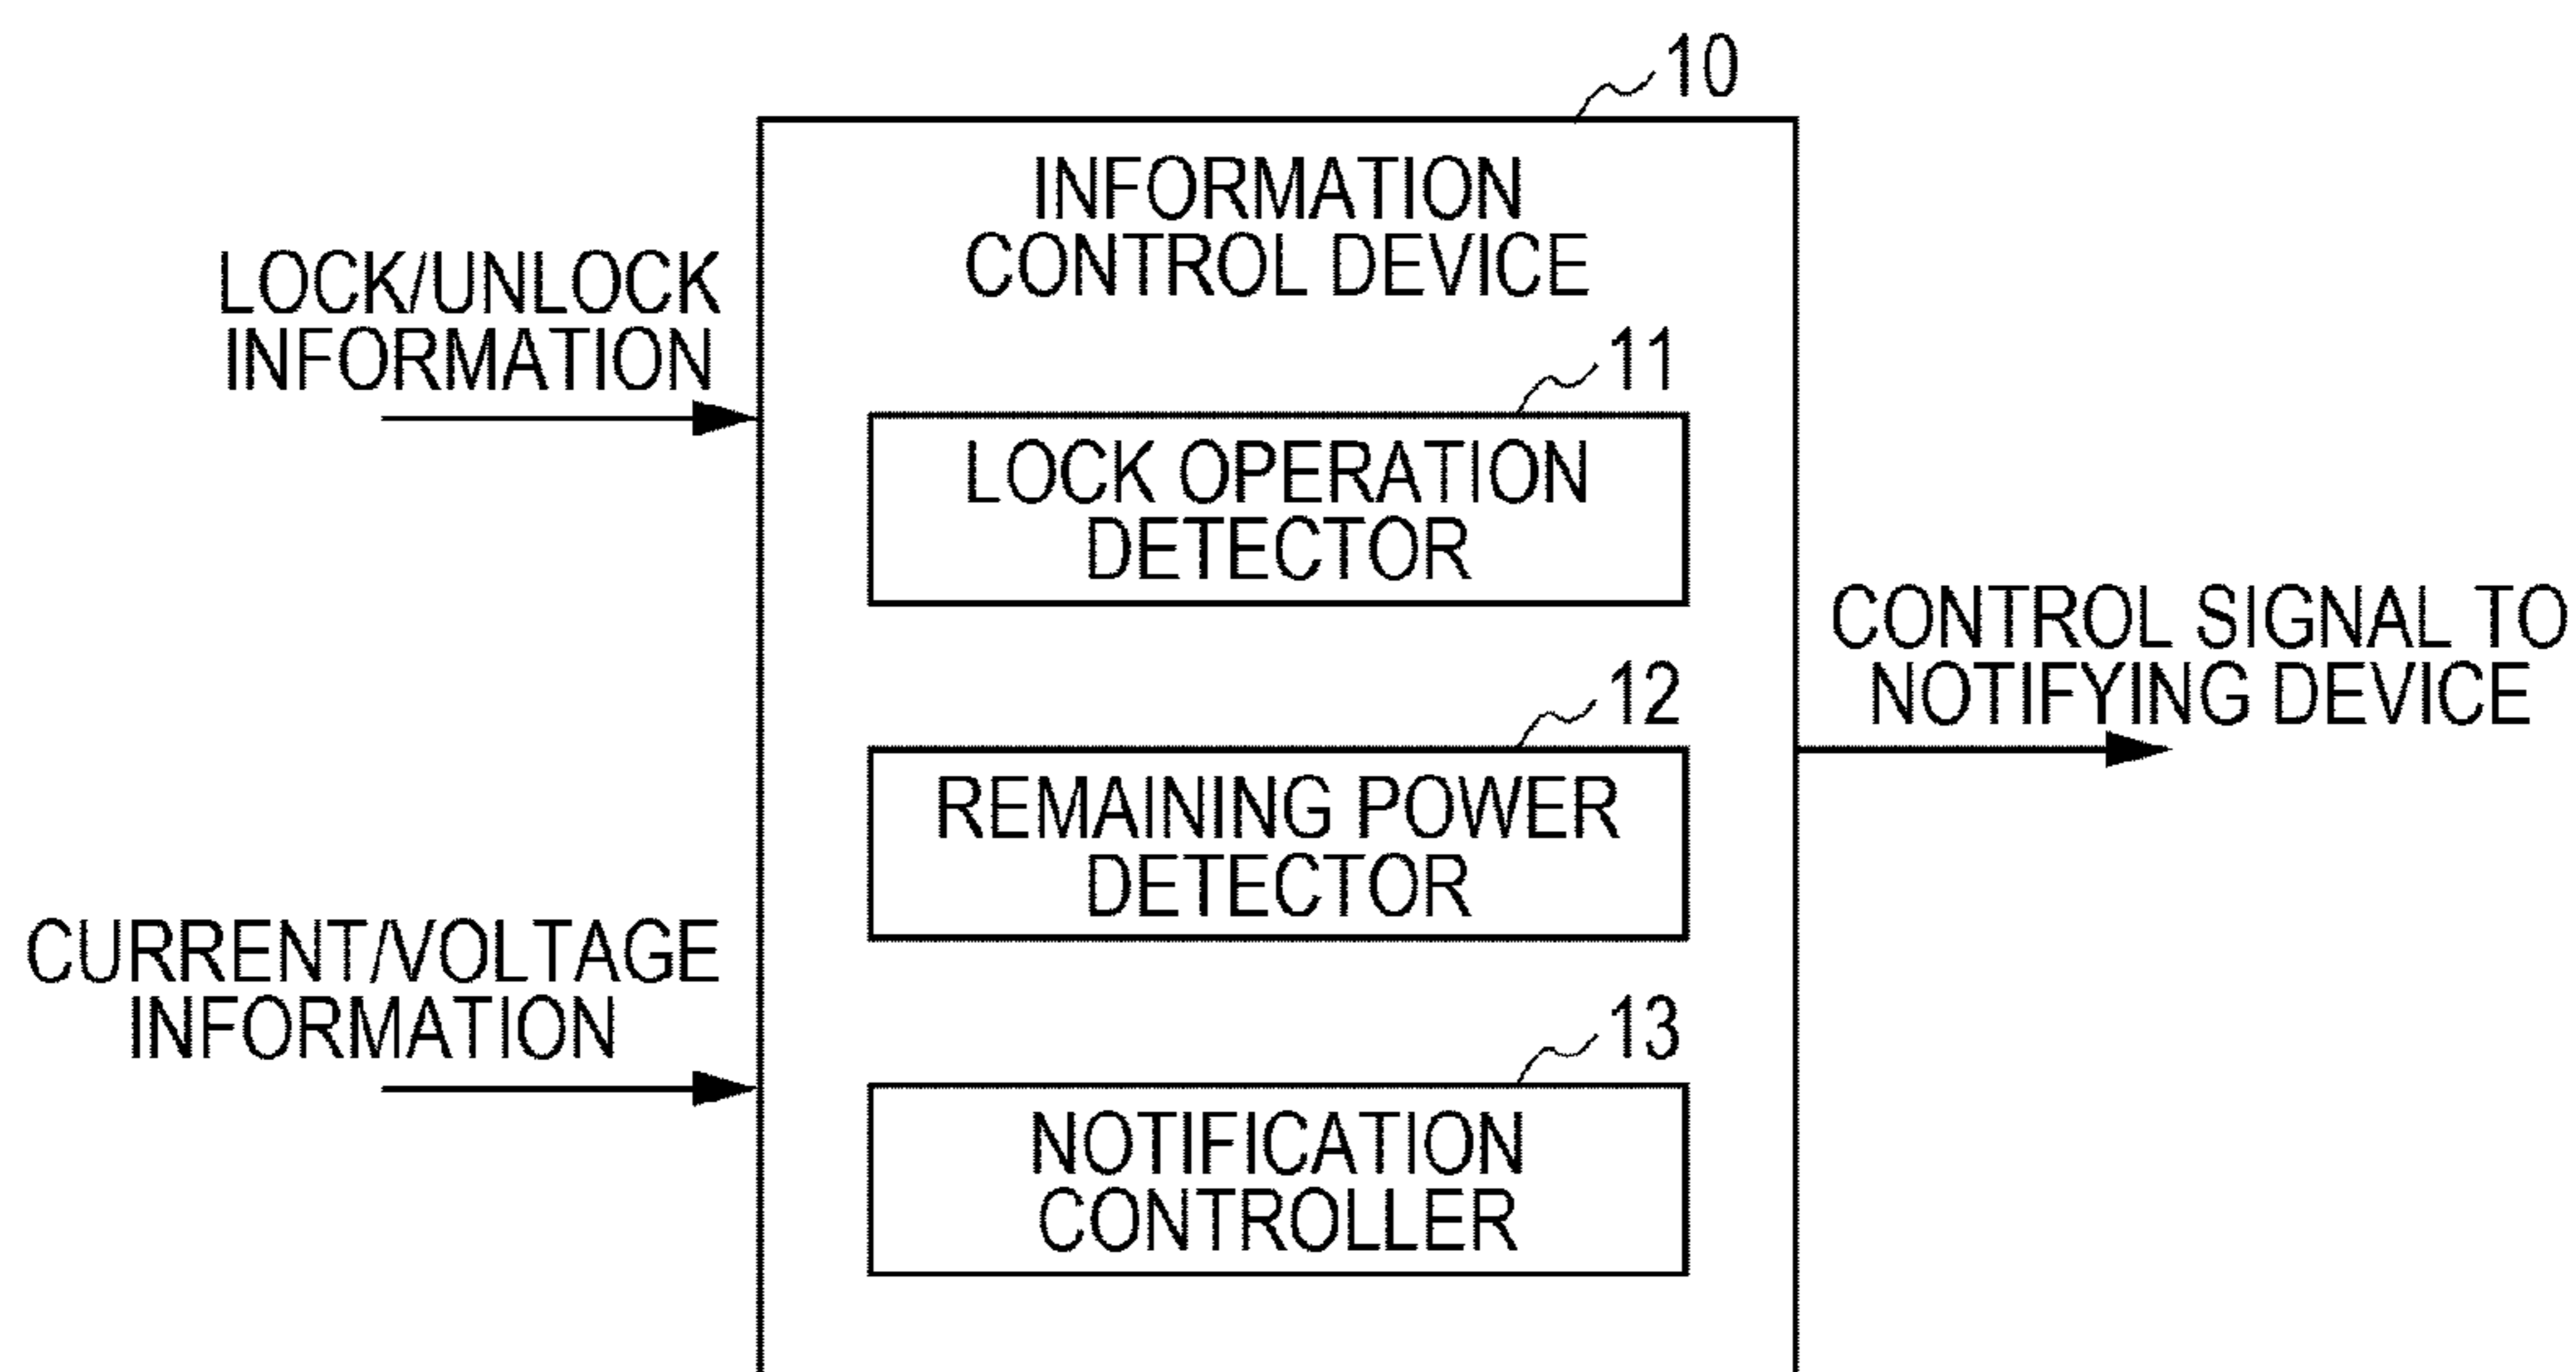 10
INFORMATION
CONTROL DEVICE
LOCK/UNLOCK
INFORMATION
11
LOCK OPERATION
DETECTOR
CONTROL SIGNAL TO
NOTIFYING DEVICE
12
REMAINING POWER
DETECTOR
CURRENT/VOLTAGE
INFORMATION
13
NOTIFICATION
CONTROLLER